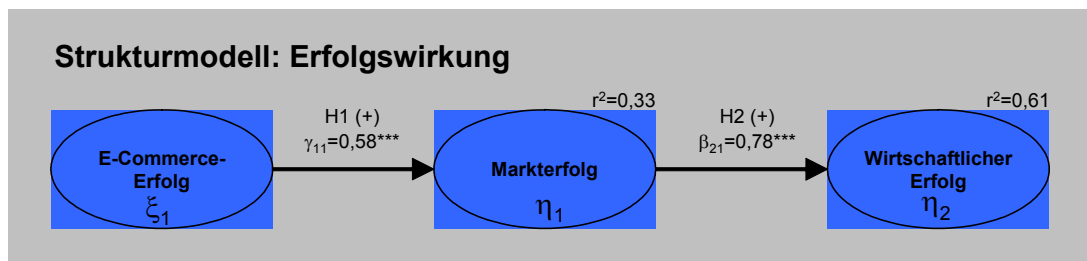 Strukturmodell: Erfolgswirkung
r²=0,33
r²=0,61
H1 (+)
γ₁₁=0,58***
H2 (+)
β₂₁=0,78***
E-Commerce-
Erfolg
ξ₁
Markterfolg
η₁
Wirtschaftlicher
Erfolg
η₂